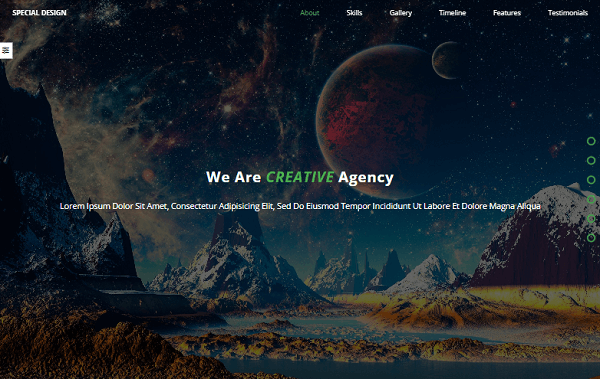 SPECIAL DESIGN
About Skills Gallery Timeline Features Testimonials
We Are CREATIVE Agency
Lorem Ipsum Dolor Sit Amet, Consectetur Adipisicing Elit, Sed Do Eiusmod Tempor Incididunt Ut Labore Et Dolore Magna Aliqua